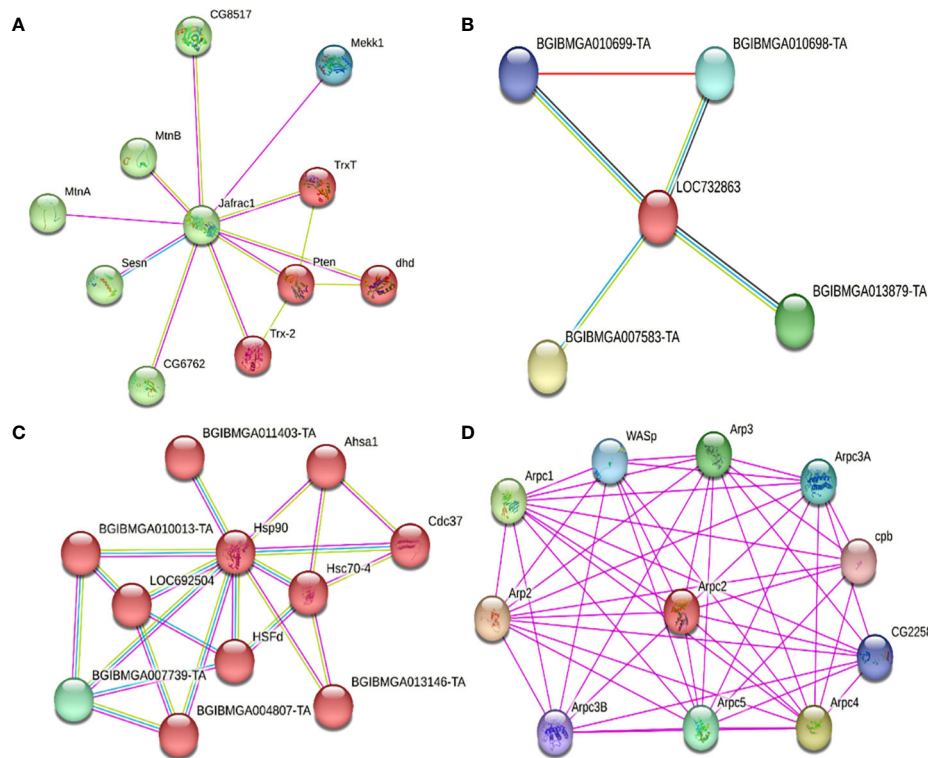 A
CG8517
Mekk1
MtnB
TrxT
MtnA
Jafrac1
Sesn
Pten
dhd
Trx-2
CG6762
B
BGIBMGA010699-TA
BGIBMGA010698-TA
LOC732863
BGIBMGA013879-TA
BGIBMGA007583-TA
C
BGIBMGA011403-TA
Ahsa1
BGIBMGA010013-TA
Hsp90
Cdc37
LOC692504
Hsc70-4
HSFd
BGIBMGA007739-TA
BGIBMGA013146-TA
BGIBMGA004807-TA
D
WASp
Arp3
Arpc1
Arpc3A
cpb
Arp2
Arpc2
CG2258
Arpc3B
Arpc5
Arpc4